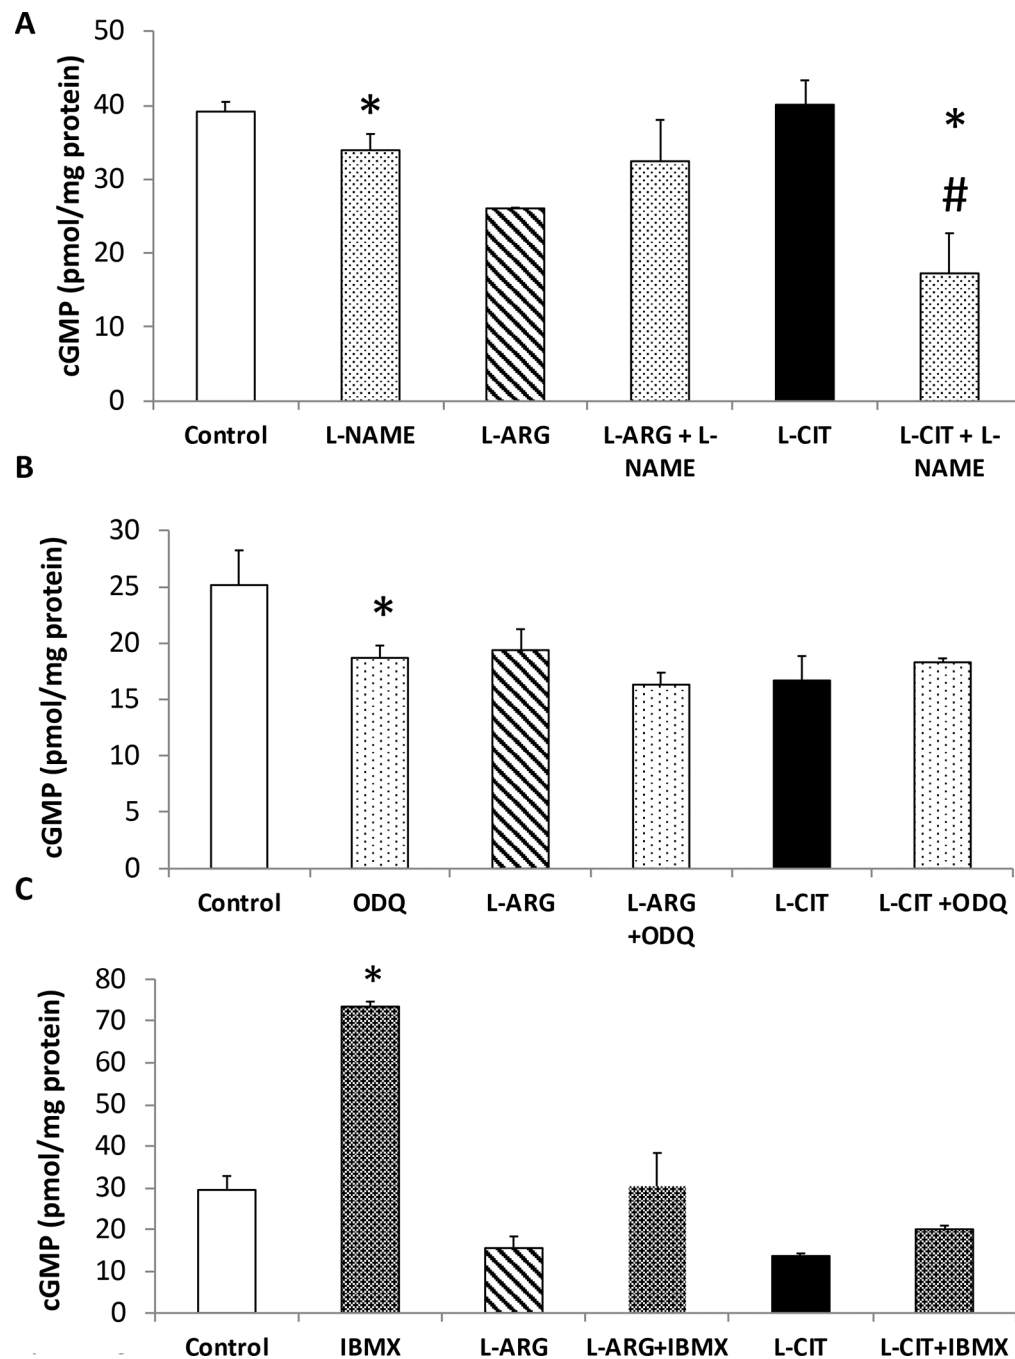 A
50
40
30
20
10
0
cGMP (pmol/mg protein)
*
*
#
Control L-NAME L-ARG L-ARG + L- L-CIT L-CIT + L-
NAME NAME
B
30
25
20
15
10
5
0
cGMP (pmol/mg protein)
*
Control ODQ L-ARG L-ARG L-CIT L-CIT +ODQ
+ODQ
C
80
70
60
50
40
30
20
10
0
cGMP (pmol/mg protein)
*
Control IBMX L-ARG L-ARG+IBMX L-CIT L-CIT+IBMX